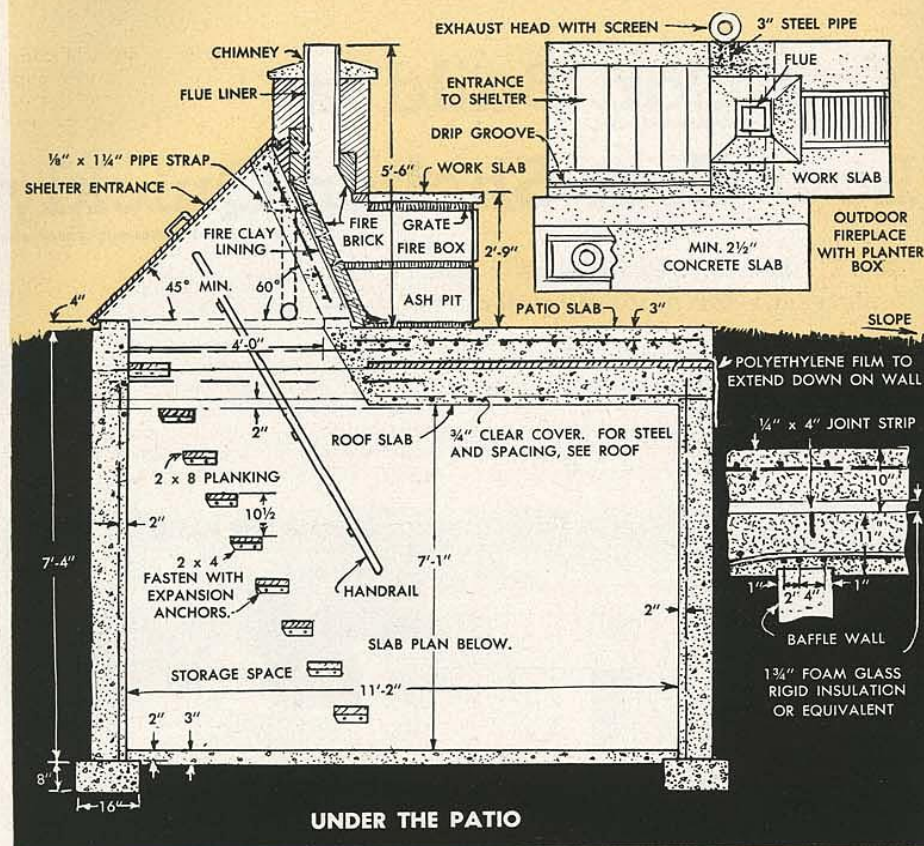 EXHAUST HEAD WITH SCREEN
3" STEEL PIPE
CHIMNEY
FLUE
FLUE LINER
ENTRANCE
TO SHELTER
DRIP GROOVE
⅛" x 1¼" PIPE STRAP
5'-6"
WORK SLAB
SHELTER ENTRANCE
WORK SLAB
FIRE CLAY
LINING
FIRE
BRICK
GRATE
FIRE BOX
2'-9"
OUTDOOR
FIREPLACE
WITH PLANTER
BOX
MIN. 2½"
CONCRETE SLAB
45° MIN.
60°
ASH PIT
4"
PATIO SLAB
3"
SLOPE
4'-0"
POLYETHYLENE FILM TO
EXTEND DOWN ON WALL
2"
ROOF SLAB
¾" CLEAR COVER. FOR STEEL
AND SPACING, SEE ROOF
¼" x 4" JOINT STRIP
2 x 8 PLANKING
3"
10"
10½
2"
11"
7'-4"
2 x 4
FASTEN WITH
EXPANSION
ANCHORS.
HANDRAIL
7'-1"
1"
2"
4"
1"
2"
BAFFLE WALL
SLAB PLAN BELOW.
STORAGE SPACE
11'-2"
1¾" FOAM GLASS
RIGID INSULATION
OR EQUIVALENT
2"
3"
8"
16"
UNDER THE PATIO